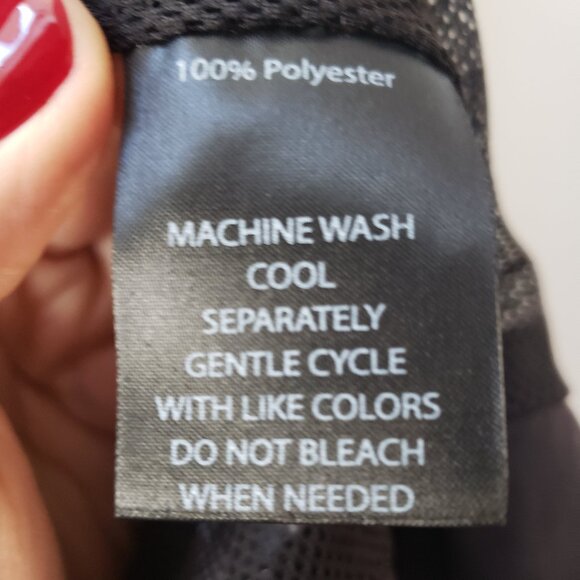 100% Polyester
MACHINE WASH
COOL
SEPARATELY
GENTLE CYCLE
WITH LIKE COLORS
DO NOT BLEACH
WHEN NEEDED